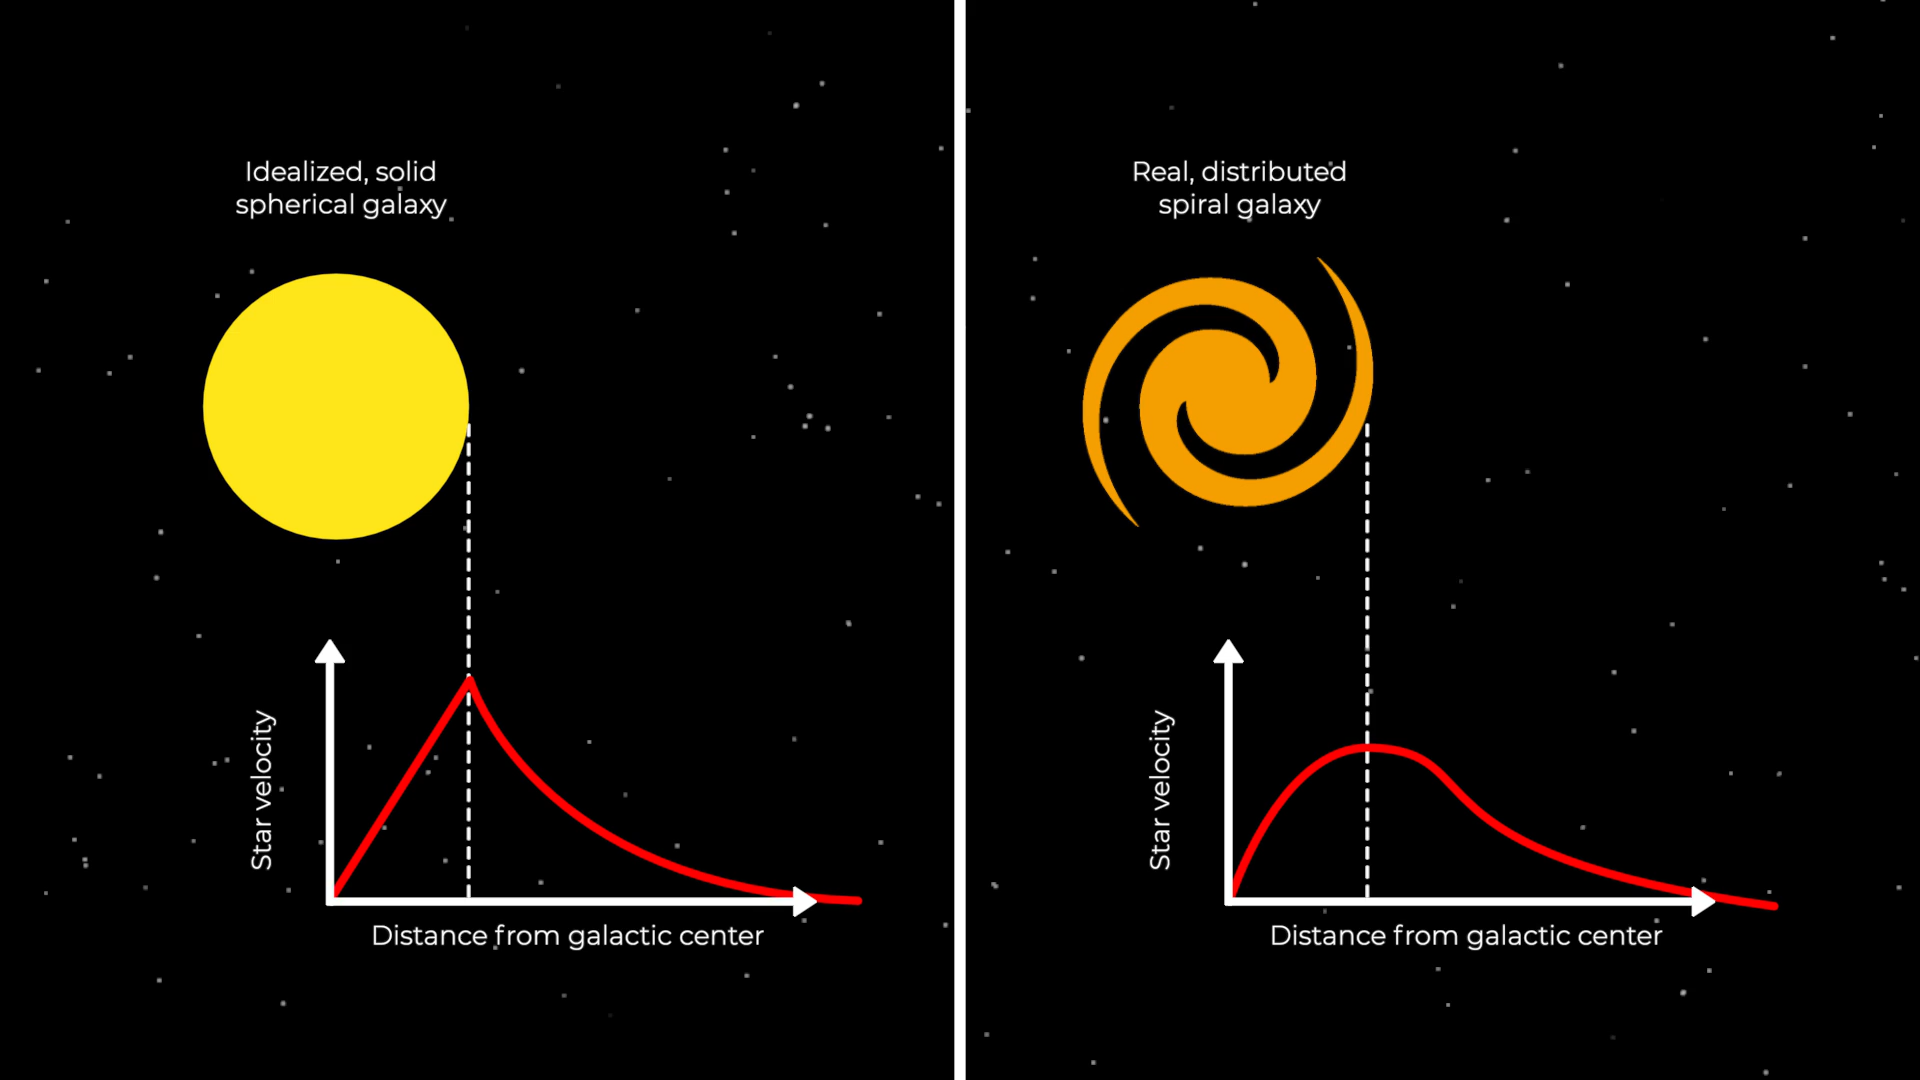 Idealized, solid
spherical galaxy
Star velocity
Distance from galactic center
Real, distributed
spiral galaxy
Star velocity
Distance from galactic center